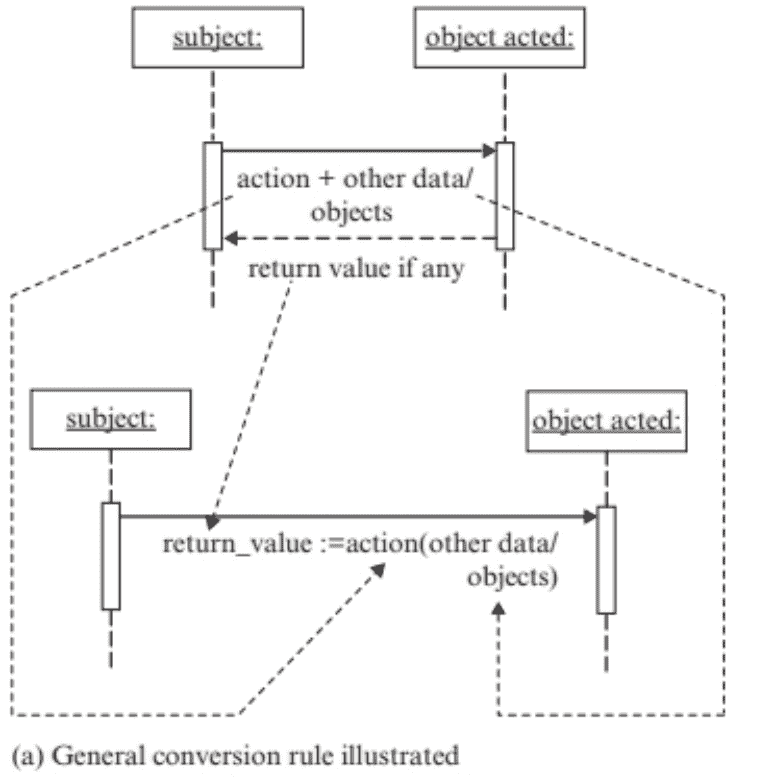 subject:
object acted:
action + other data/
objects
return value if any
subject:
object acted:
return_value :=action(other data/
objects)
(a) General conversion rule illustrated